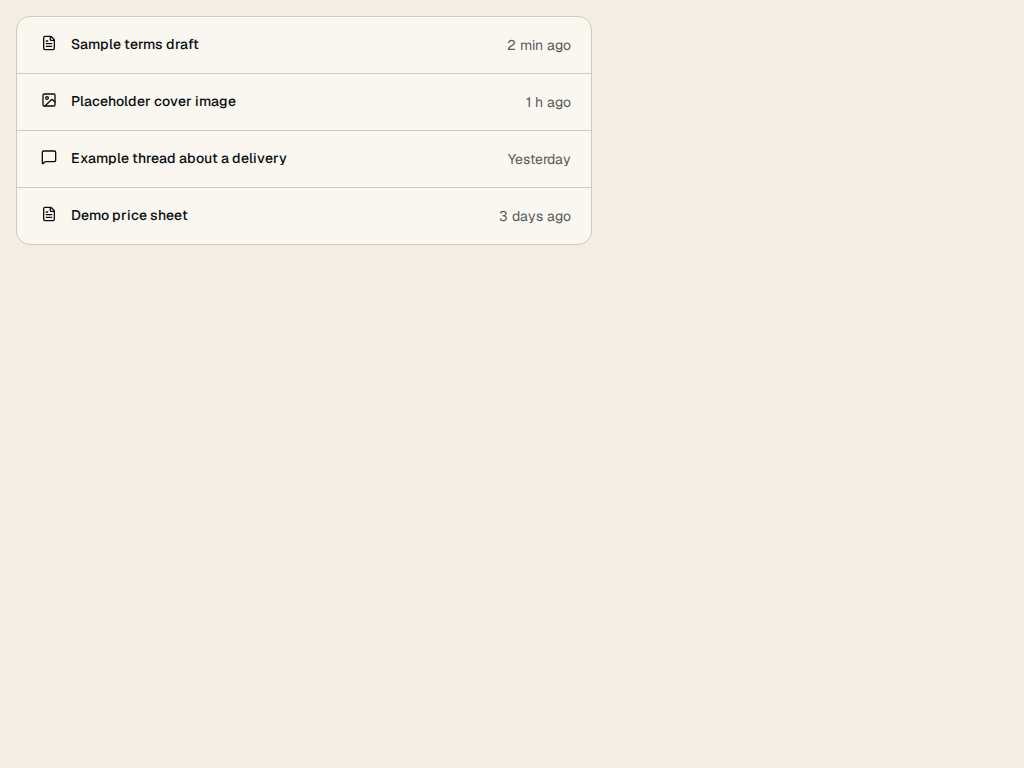 Sample terms draft 2 min ago
Placeholder cover image 1 h ago
Example thread about a delivery Yesterday
Demo price sheet 3 days ago